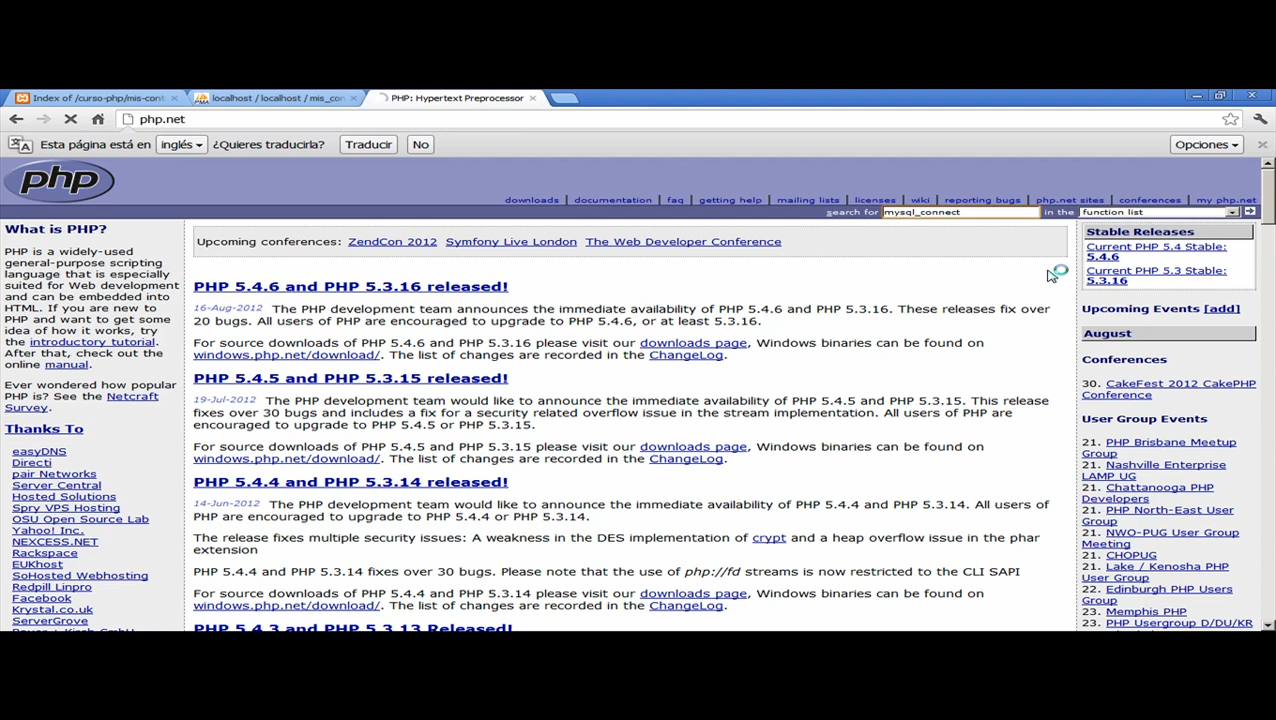 Index of /curso-php/mis-cont
localhost / localhost / mis_con
PHP: Hypertext Preprocessor
php.net
Esta página está en inglés ¿Quieres traducirla? Traducir No Opciones
php
downloads | documentation | faq | getting help | mailing lists | licenses | wiki | reporting bugs | php.net sites | conferences | my php.net
search for mysql_connect in the function list
What is PHP?
PHP is a widely-used
general-purpose scripting
language that is especially
suited for Web development
and can be embedded into
HTML. If you are new to
PHP and want to get some
idea of how it works, try
the introductory tutorial.
After that, check out the
online manual.
Ever wondered how popular
PHP is? See the Netcraft
Survey.
Thanks To
easyDNS
Directi
pair Networks
Server Central
Hosted Solutions
Spry VPS Hosting
OSU Open Source Lab
Yahoo! Inc.
NEXCESS.NET
Rackspace
EUKhost
SoHosted Webhosting
Redpill Linpro
Facebook
Krystal.co.uk
ServerGrove
Upcoming conferences: ZendCon 2012 Symfony Live London The Web Developer Conference
PHP 5.4.6 and PHP 5.3.16 released!
16-Aug-2012 The PHP development team announces the immediate availability of PHP 5.4.6 and PHP 5.3.16. These releases fix over
20 bugs. All users of PHP are encouraged to upgrade to PHP 5.4.6, or at least 5.3.16.
For source downloads of PHP 5.4.6 and PHP 5.3.16 please visit our downloads page, Windows binaries can be found on
windows.php.net/download/. The list of changes are recorded in the ChangeLog.
PHP 5.4.5 and PHP 5.3.15 released!
19-Jul-2012 The PHP development team would like to announce the immediate availability of PHP 5.4.5 and PHP 5.3.15. This release
fixes over 30 bugs and includes a fix for a security related overflow issue in the stream implementation. All users of PHP are
encouraged to upgrade to PHP 5.4.5 or PHP 5.3.15.
For source downloads of PHP 5.4.5 and PHP 5.3.15 please visit our downloads page, Windows binaries can be found on
windows.php.net/download/. The list of changes are recorded in the ChangeLog.
PHP 5.4.4 and PHP 5.3.14 released!
14-Jun-2012 The PHP development team would like to announce the immediate availability of PHP 5.4.4 and PHP 5.3.14. All users of
PHP are encouraged to upgrade to PHP 5.4.4 or PHP 5.3.14.
The release fixes multiple security issues: A weakness in the DES implementation of crypt and a heap overflow issue in the phar
extension
PHP 5.4.4 and PHP 5.3.14 fixes over 30 bugs. Please note that the use of php://fd streams is now restricted to the CLI SAPI
For source downloads of PHP 5.4.4 and PHP 5.3.14 please visit our downloads page, Windows binaries can be found on
windows.php.net/download/. The list of changes are recorded in the ChangeLog.
PHP 5.4.3 and PHP 5.3.13 Released!
Stable Releases
Current PHP 5.4 Stable:
5.4.6
Current PHP 5.3 Stable:
5.3.16
Upcoming Events [add]
August
Conferences
30. CakeFest 2012 CakePHP
Conference
User Group Events
21. PHP Brisbane Meetup
Group
21. Nashville Enterprise
LAMP UG
21. Chattanooga PHP
Developers
21. PHP North-East User
Group
21. NWO-PUG User Group
Meeting
21. CHOPUG
21. Lake / Kenosha PHP
User Group
22. Edinburgh PHP Users
Group
23. Memphis PHP
23. PHP Usergroup D/DU/KR